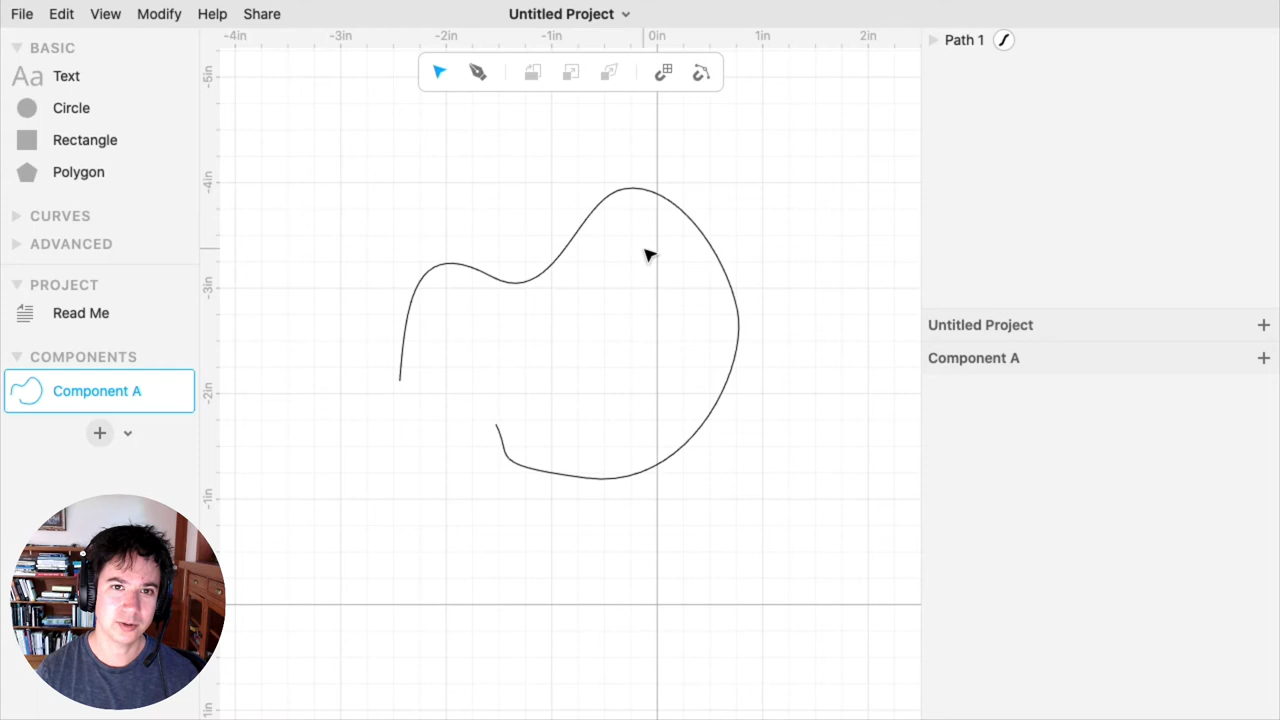 File Edit View Modify Help Share
Untitled Project
BASIC
Aa Text
Circle
Rectangle
Polygon
CURVES
ADVANCED
PROJECT
Read Me
COMPONENTS
Component A
-4in -3in -2in -1in 0in 1in 2in
-5in
-4in
-3in
-2in
-1in
Path 1
Untitled Project
Component A